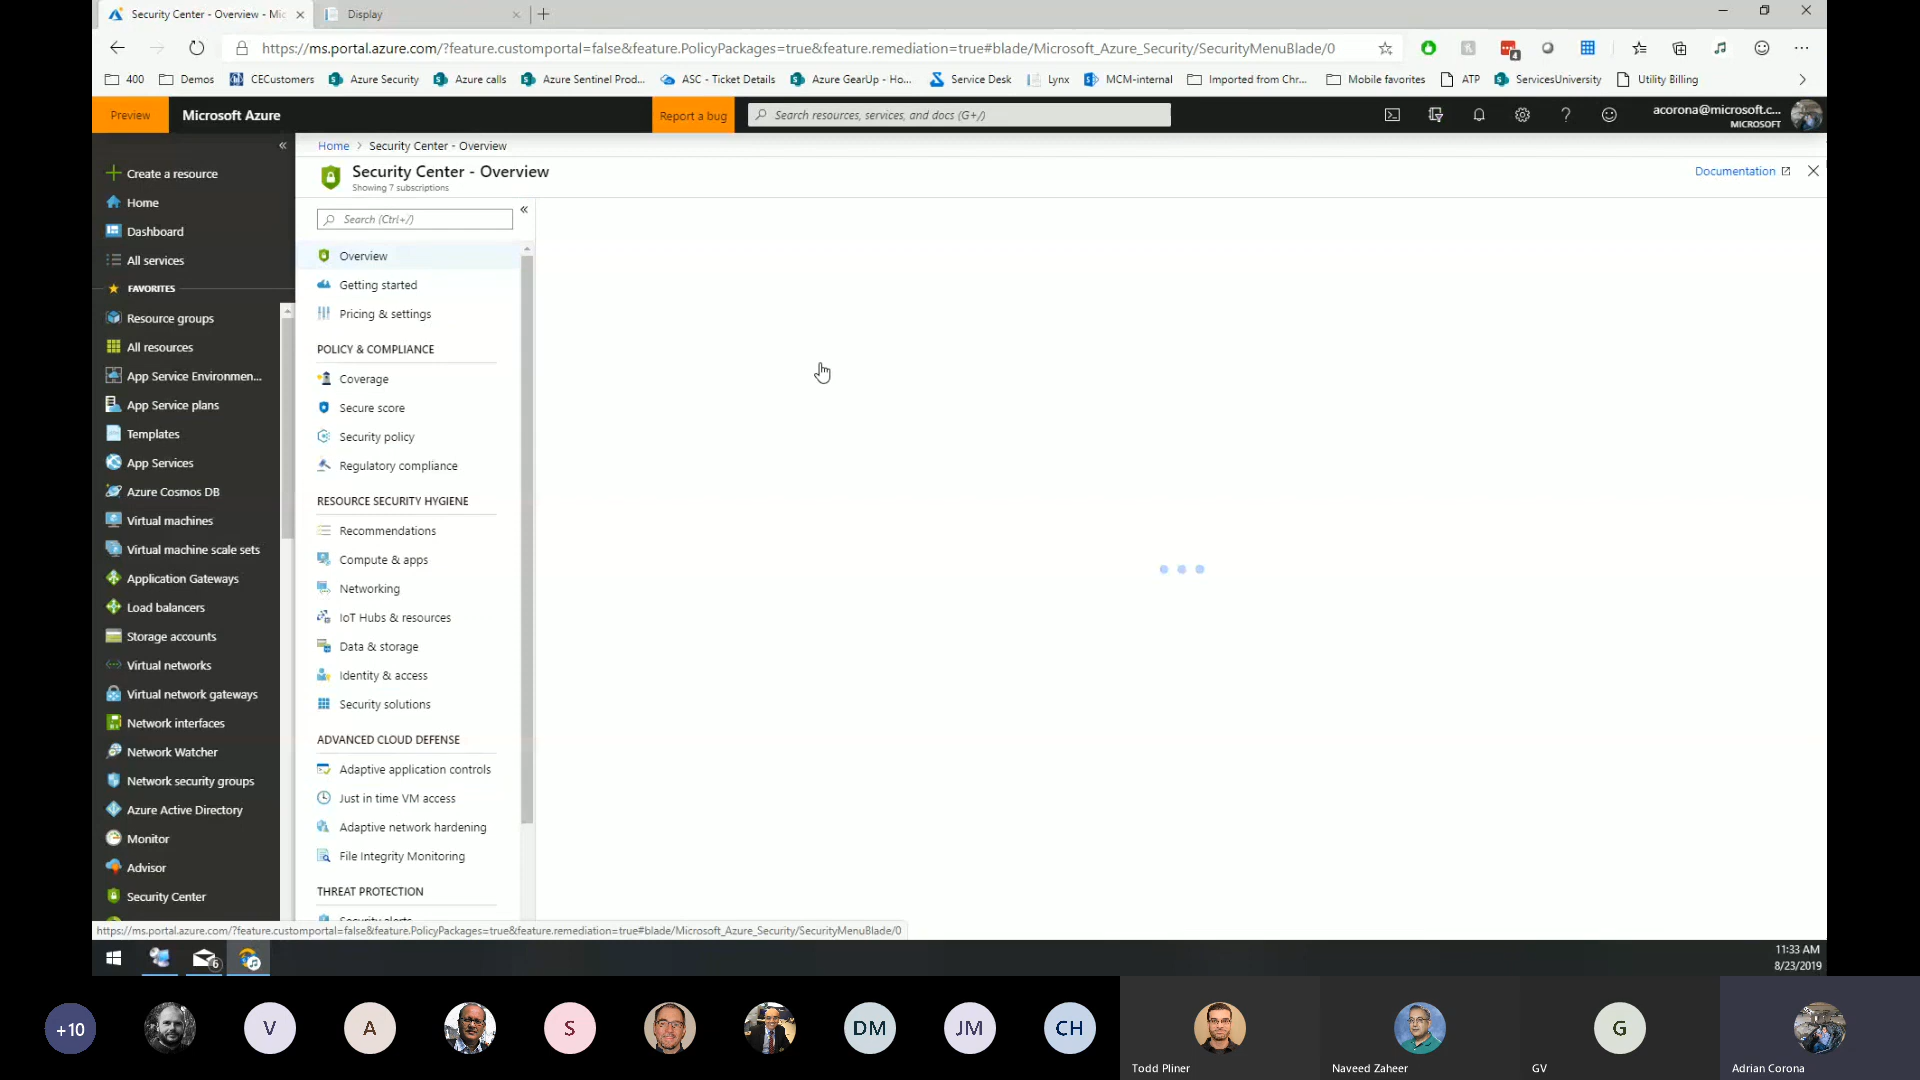 Security Center - Overview - Mic
Display
https://ms.portal.azure.com/?feature.customportal=false&feature.PolicyPackages=true&feature.remediation=true#blade/Microsoft_Azure_Security/SecurityMenuBlade/0
4
400
Demos
CECustomers
Azure Security
Azure calls
Azure Sentinel Prod...
ASC - Ticket Details
Azure GearUp - Ho...
Service Desk
Lynx
MCM-internal
Imported from Chr...
Mobile favorites
ATP
ServicesUniversity
Utility Billing
Preview
Microsoft Azure
Report a bug
Search resources, services, and docs (G+/)
acorona@microsoft.c...
MICROSOFT
Home > Security Center - Overview
Security Center - Overview
Showing 7 subscriptions
Documentation
Create a resource
Home
Dashboard
All services
FAVORITES
Resource groups
All resources
App Service Environmen...
App Service plans
Templates
App Services
Azure Cosmos DB
Virtual machines
Virtual machine scale sets
Application Gateways
Load balancers
Storage accounts
Virtual networks
Virtual network gateways
Network interfaces
Network Watcher
Network security groups
Azure Active Directory
Monitor
Advisor
Security Center
Search (Ctrl+/)
Overview
Getting started
Pricing & settings
POLICY & COMPLIANCE
Coverage
Secure score
Security policy
Regulatory compliance
RESOURCE SECURITY HYGIENE
Recommendations
Compute & apps
Networking
IoT Hubs & resources
Data & storage
Identity & access
Security solutions
ADVANCED CLOUD DEFENSE
Adaptive application controls
Just in time VM access
Adaptive network hardening
File Integrity Monitoring
THREAT PROTECTION
Security alerts
https://ms.portal.azure.com/?feature.customportal=false&feature.PolicyPackages=true&feature.remediation=true#blade/Microsoft_Azure_Security/SecurityMenuBlade/0
6
11:33 AM
8/23/2019
+10
V
A
S
DM
JM
CH
G
Todd Pliner
Naveed Zaheer
GV
Adrian Corona